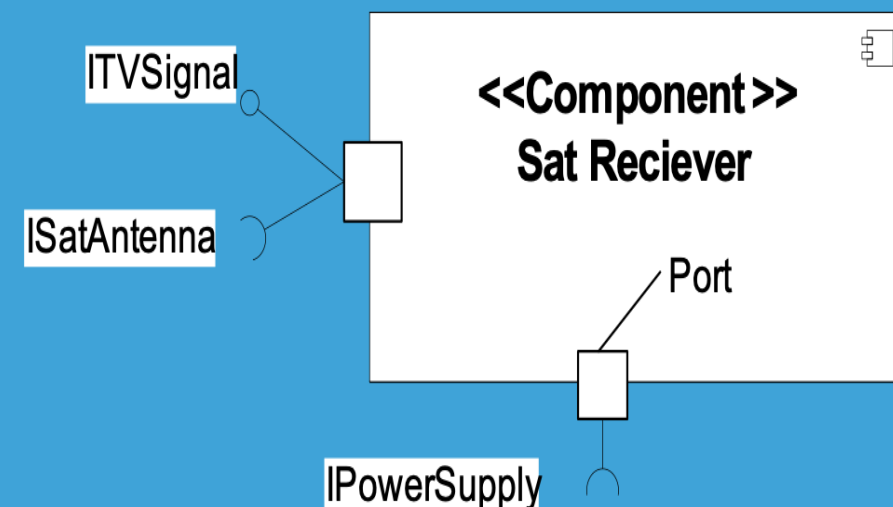 ITVSignal
<<Component>>
Sat Reciever
ISatAntenna
Port
IPowerSupply